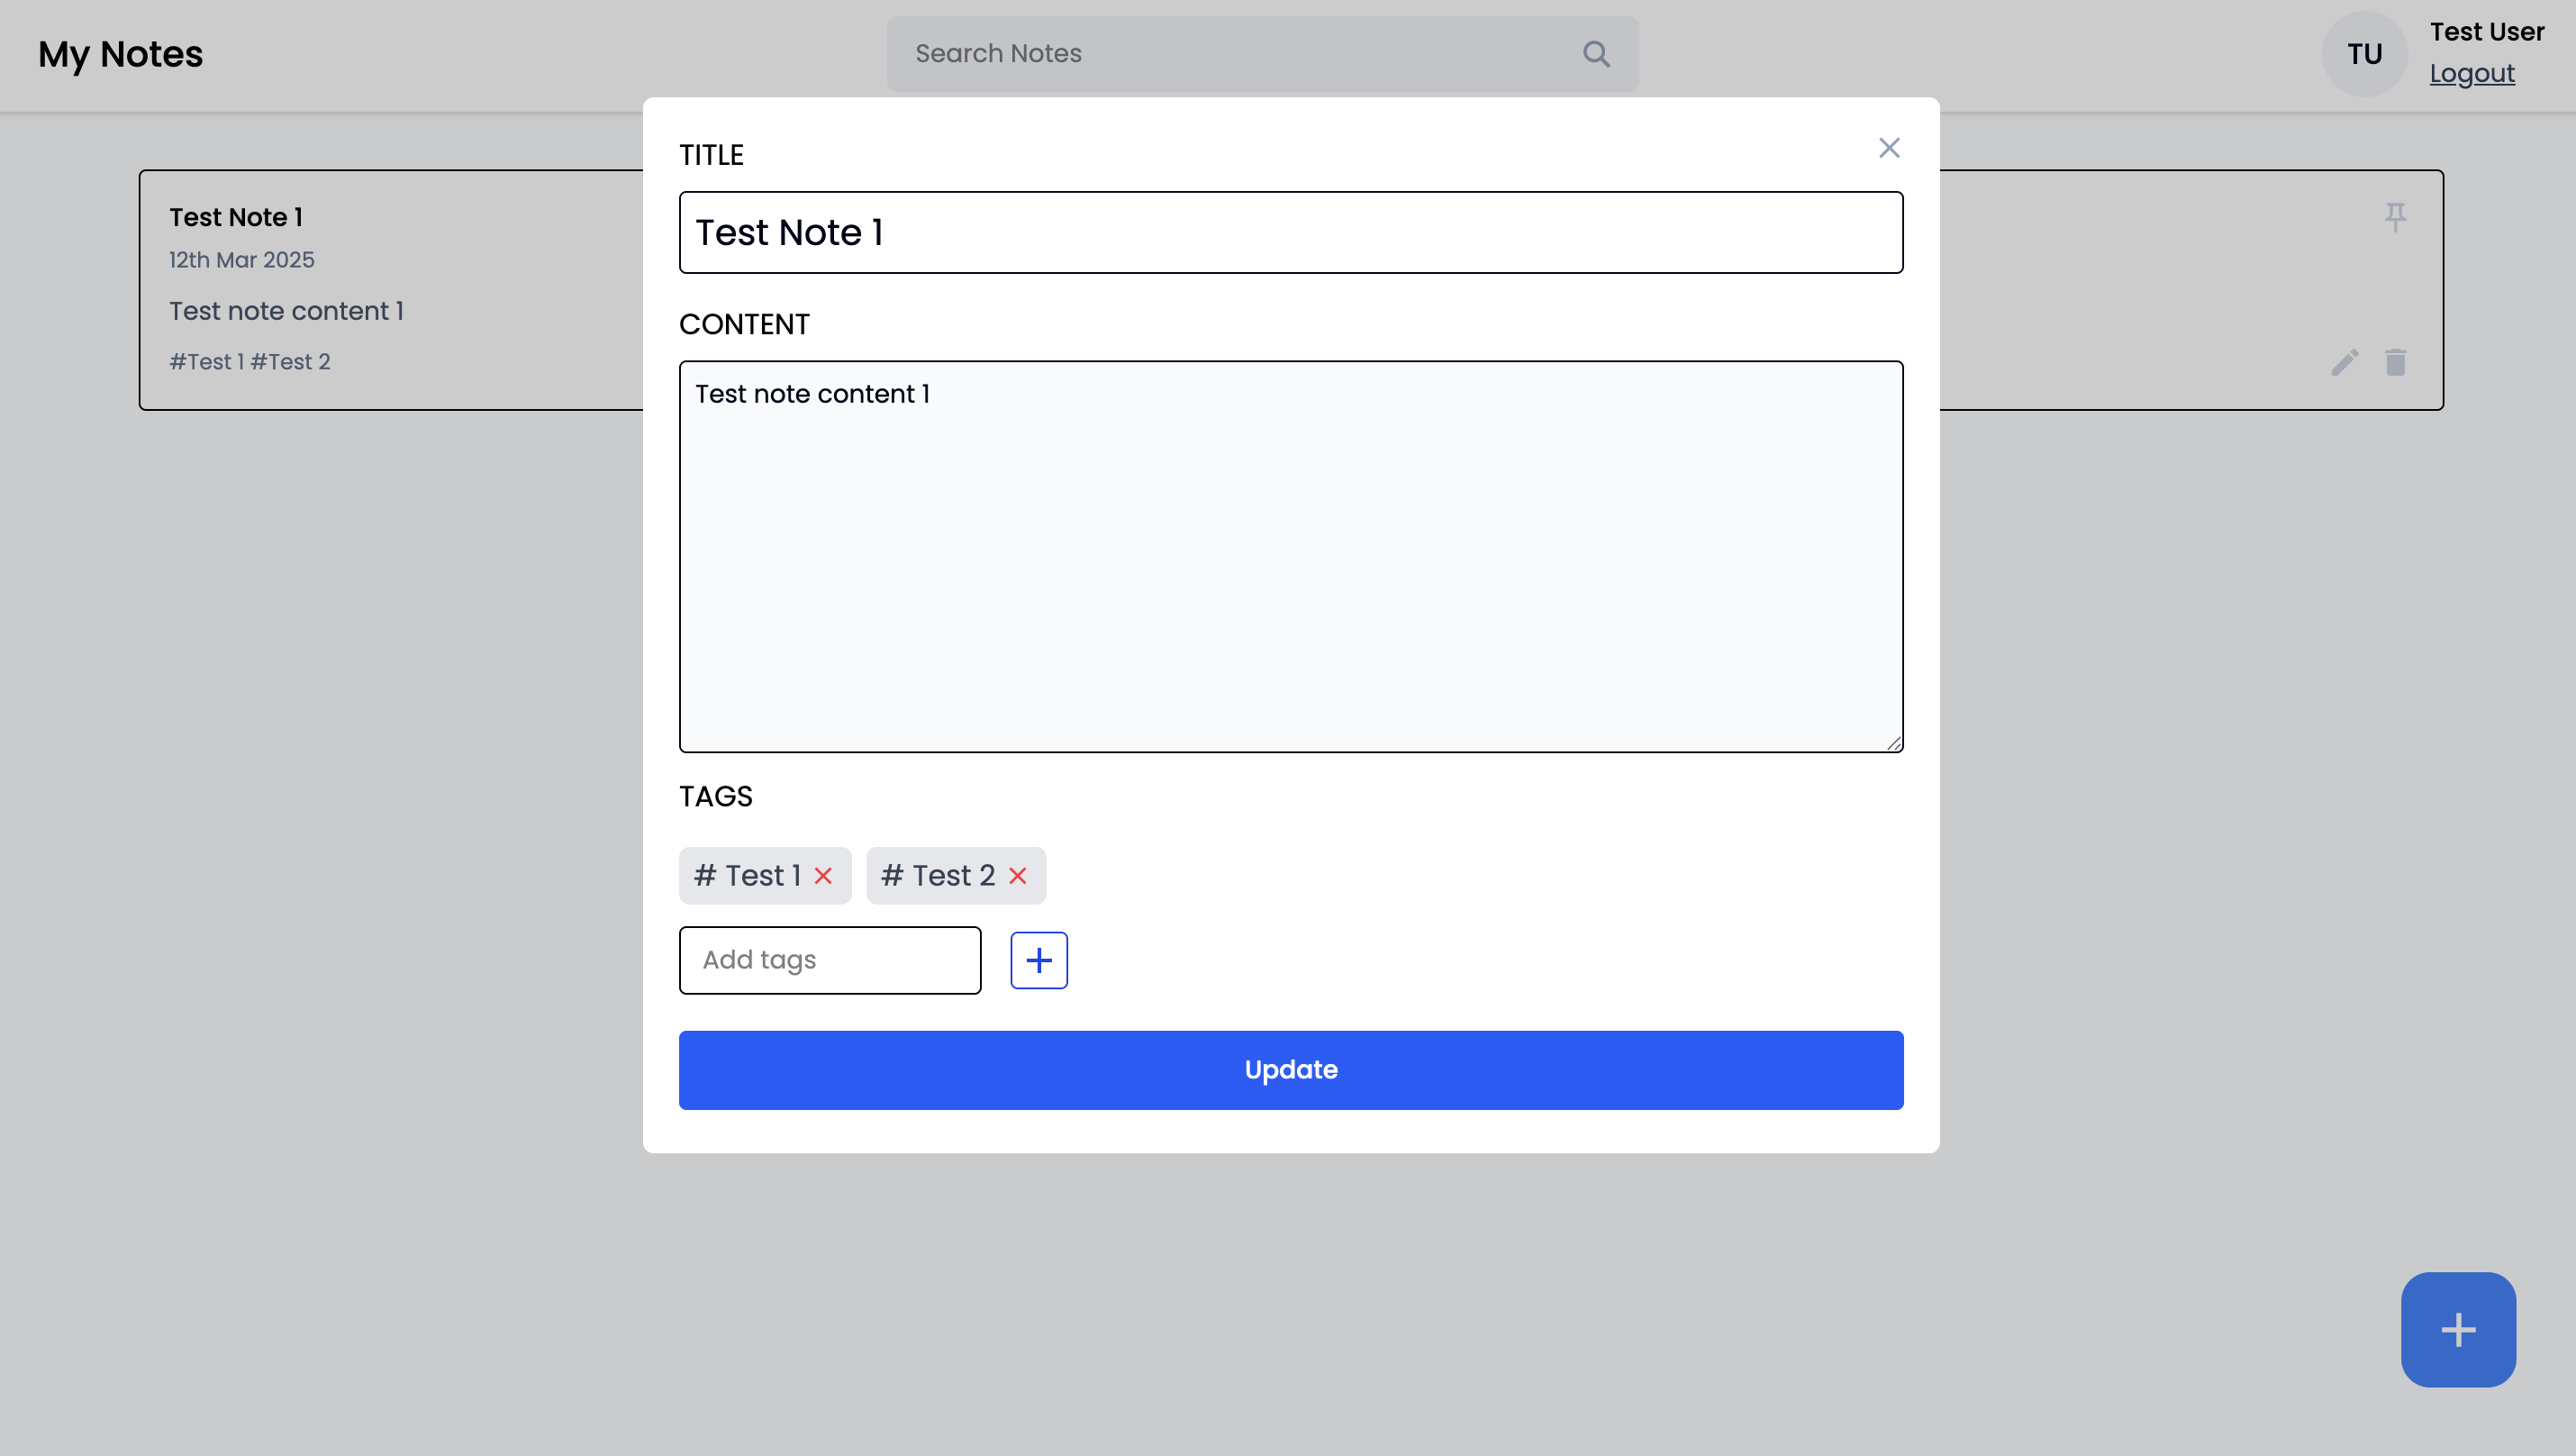 My Notes
Search Notes
TU
Test User
Logout
Test Note 1
12th Mar 2025
Test note content 1
#Test 1 #Test 2
TITLE
Test Note 1
CONTENT
Test note content 1
TAGS
# Test 1
# Test 2
Add tags
Update